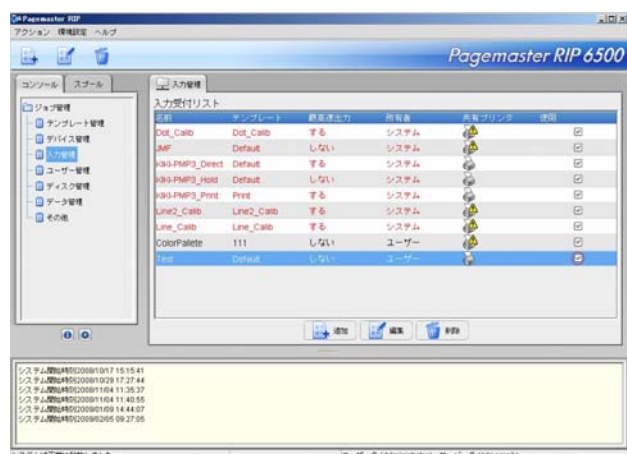 Pagemaster RIP
アクション 環境設定 ヘルプ
Pagemaster RIP 6500
コンソール スプール
ジョブ管理
テンプレート管理
デバイス管理
入力管理
ユーザー管理
ディスク管理
データ管理
その他
入力管理
入力受付リスト
名前 テンプレート 最高速出力 所有者 共有プリンタ 使用
Dot_Calib Dot_Calib する システム
JMF Default しない システム
KIKI-PMP3_Direct Default する システム
KIKI-PMP3_Hold Default しない システム
KIKI-PMP3_Print Print する システム
Line2_Calib Line2_Calib する システム
Line_Calib Line_Calib する システム
ColorPallete 111 しない ユーザー
Test Default しない ユーザー
追加 編集 削除
システム開始時刻2008/10/17 15:15:41
システム開始時刻2008/10/29 17:27:44
システム開始時刻2008/11/04 11:35:37
システム開始時刻2008/11/04 11:40:55
システム開始時刻2009/01/09 14:44:07
システム開始時刻2009/02/05 09:27:05